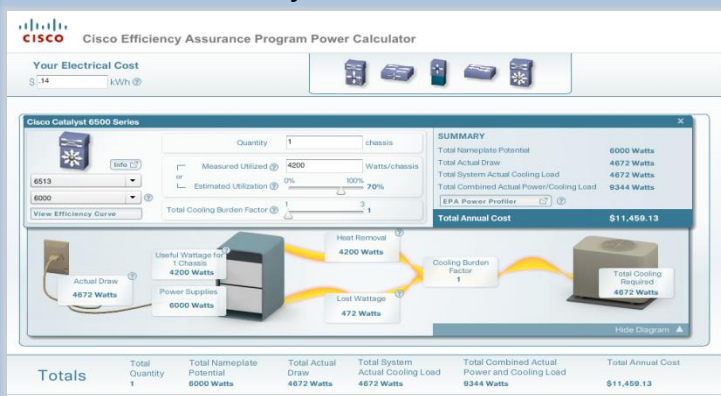 CISCO Cisco Efficiency Assurance Program Power Calculator
Your Electrical Cost
$ .14 kWh
Cisco Catalyst 6500 Series X
Info
6513
6000
View Efficiency Curve
Quantity 1 chassis
Measured Utilized 4200 Watts/chassis
or
Estimated Utilization 0% 100% 70%
Total Cooling Burden Factor 1 3 1
SUMMARY
Total Nameplate Potential 6000 Watts
Total Actual Draw 4672 Watts
Total System Actual Cooling Load 4672 Watts
Total Combined Actual Power/Cooling Load 9344 Watts
EPA Power Profiler
Total Annual Cost $11,459.13
Actual Draw
4672 Watts
Useful Wattage for
1 Chassis
4200 Watts
Power Supplies
6000 Watts
Heat Removal
4200 Watts
Lost Wattage
472 Watts
Cooling Burden
Factor
1
Total Cooling
Required
4672 Watts
Hide Diagram
Totals
Total
Quantity
1
Total Nameplate
Potential
6000 Watts
Total Actual
Draw
4672 Watts
Total System
Actual Cooling Load
4672 Watts
Total Combined Actual
Power and Cooling Load
9344 Watts
Total Annual Cost
$11,459.13